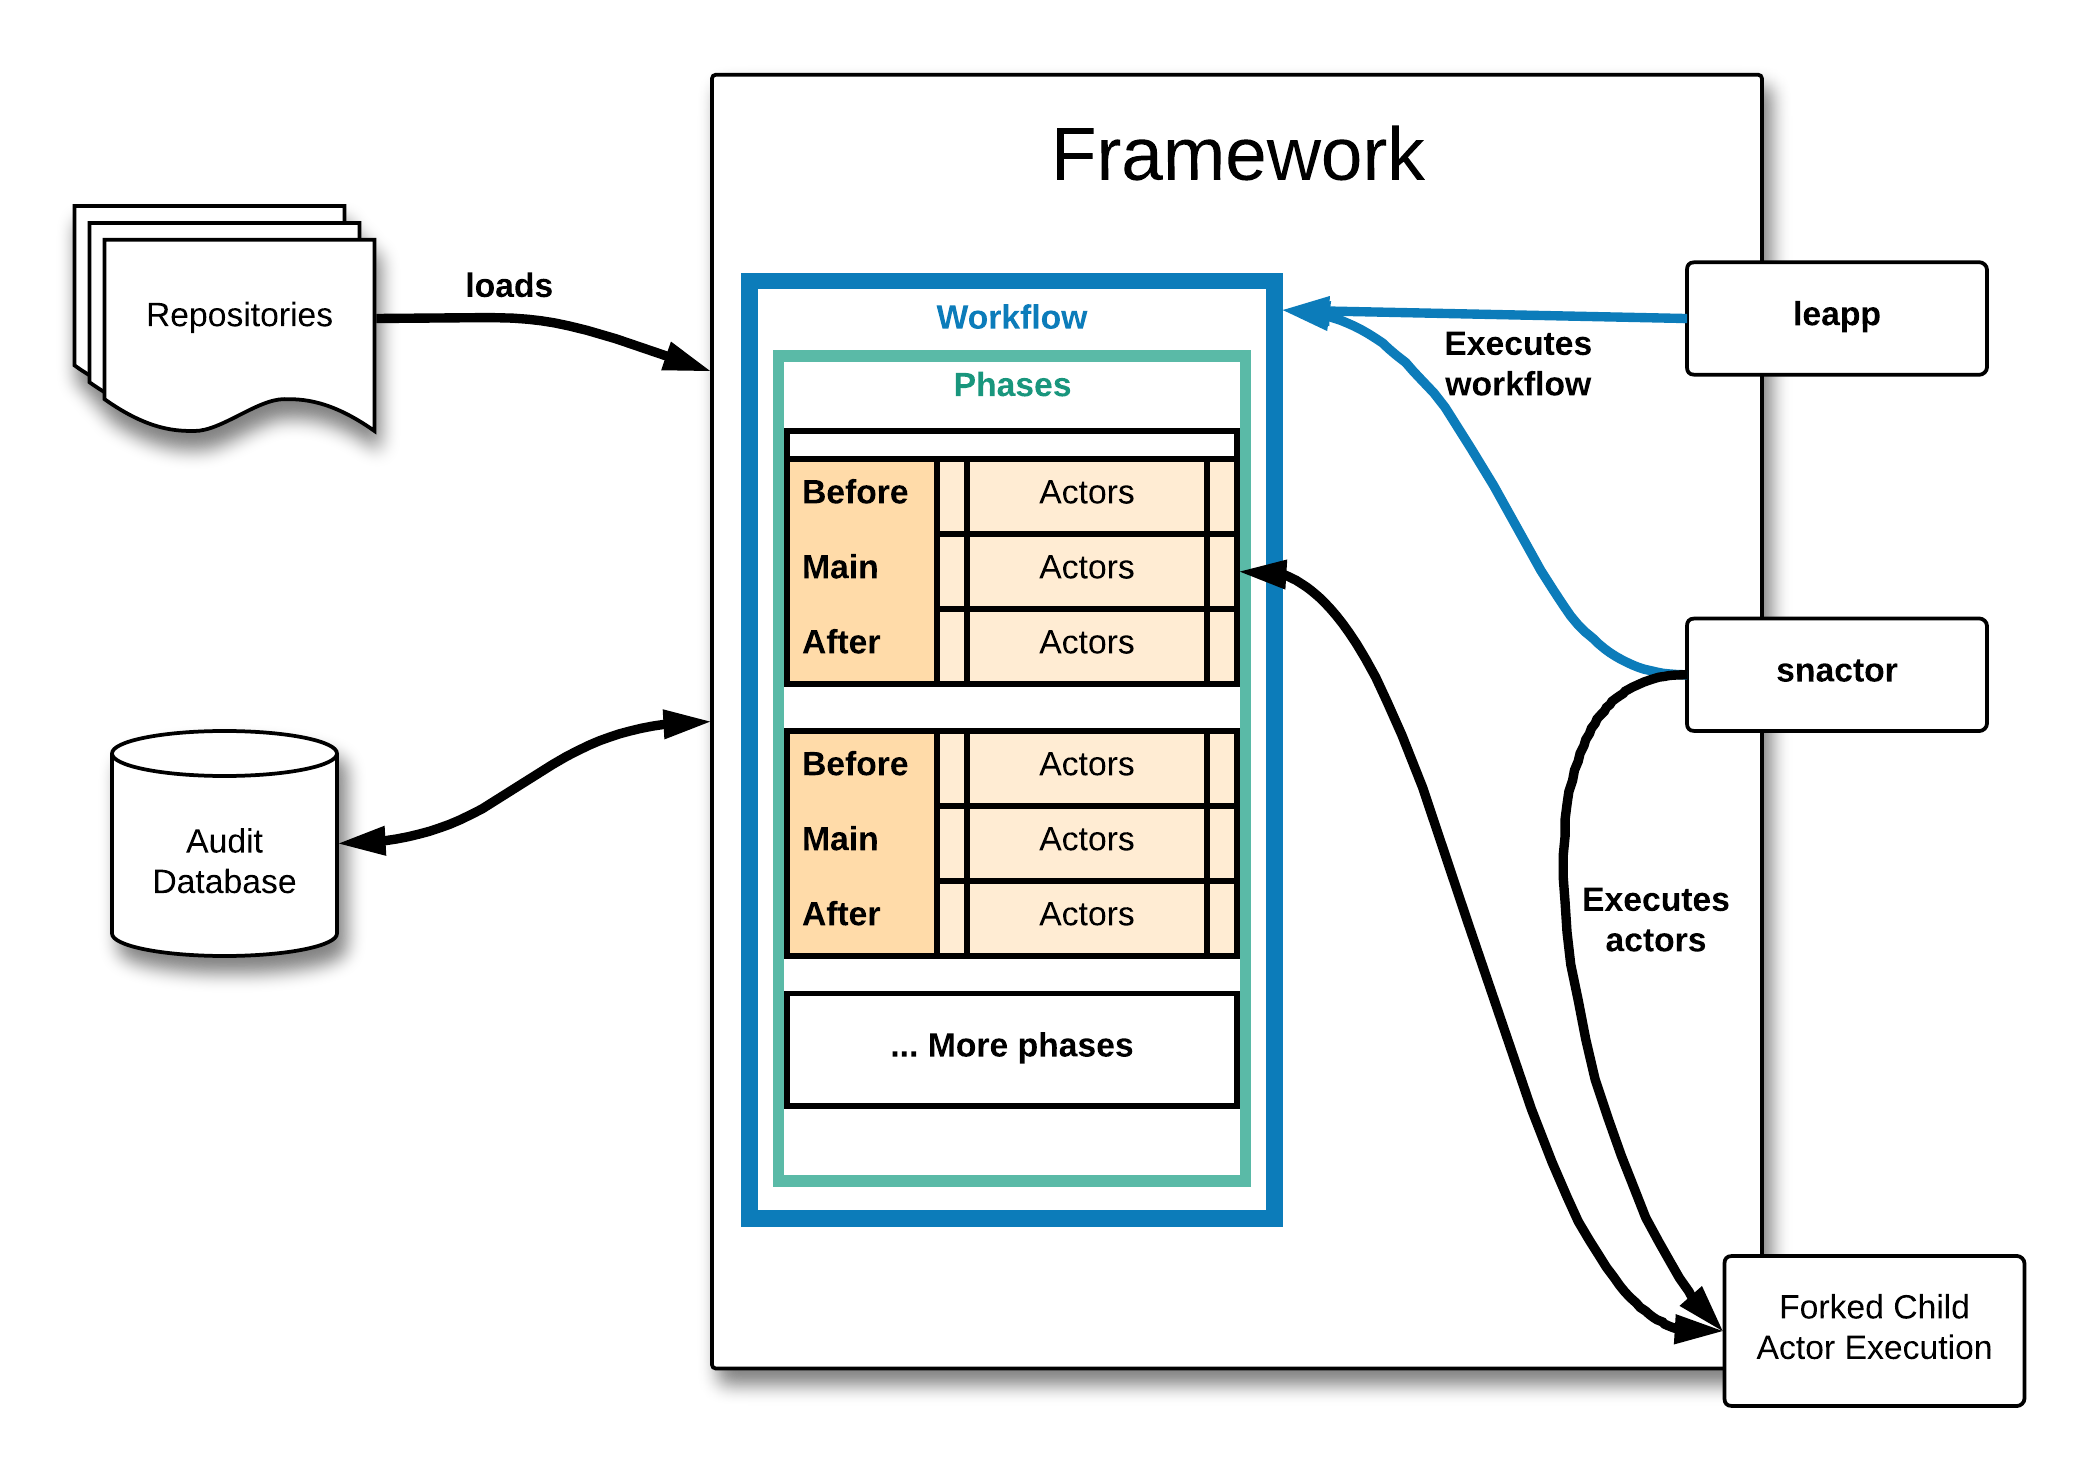 Framework
Repositories
loads
Workflow
leapp
Executes
workflow
Phases
Before Actors
Main Actors
After Actors
snactor
Before Actors
Main Actors
After Actors
Audit
Database
Executes
actors
... More phases
Forked Child
Actor Execution